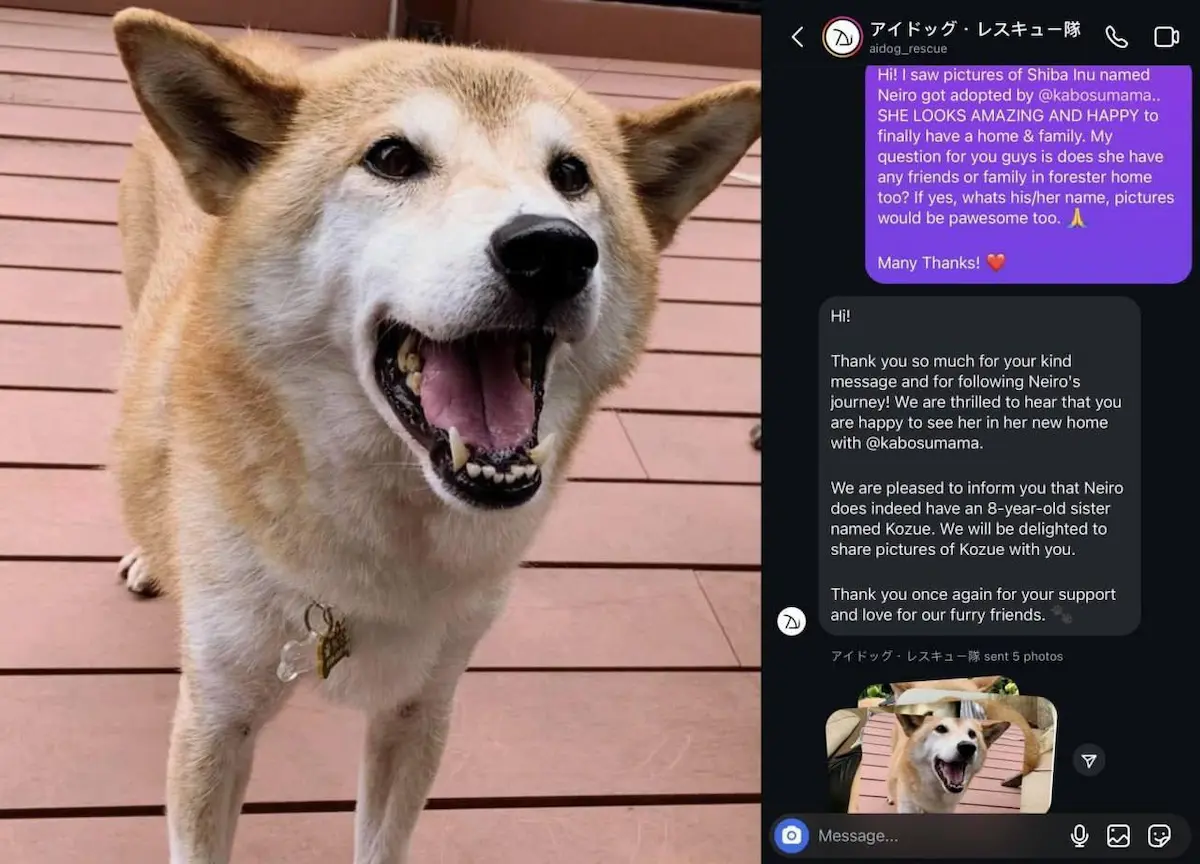 アイドッグ・レスキュー隊
aidog_rescue
Hi! I saw pictures of Shiba Inu named
Neiro got adopted by @kabosumama..
SHE LOOKS AMAZING AND HAPPY to
finally have a home & family. My
question for you guys is does she have
any friends or family in forester home
too? If yes, whats his/her name, pictures
would be pawesome too. 🙏
Many Thanks! ❤️
Hi!
Thank you so much for your kind
message and for following Neiro's
journey! We are thrilled to hear that you
are happy to see her in her new home
with @kabosumama.
We are pleased to inform you that Neiro
does indeed have an 8-year-old sister
named Kozue. We will be delighted to
share pictures of Kozue with you.
Thank you once again for your support
and love for our furry friends. 🐾
アイドッグ・レスキュー隊 sent 5 photos
Message...